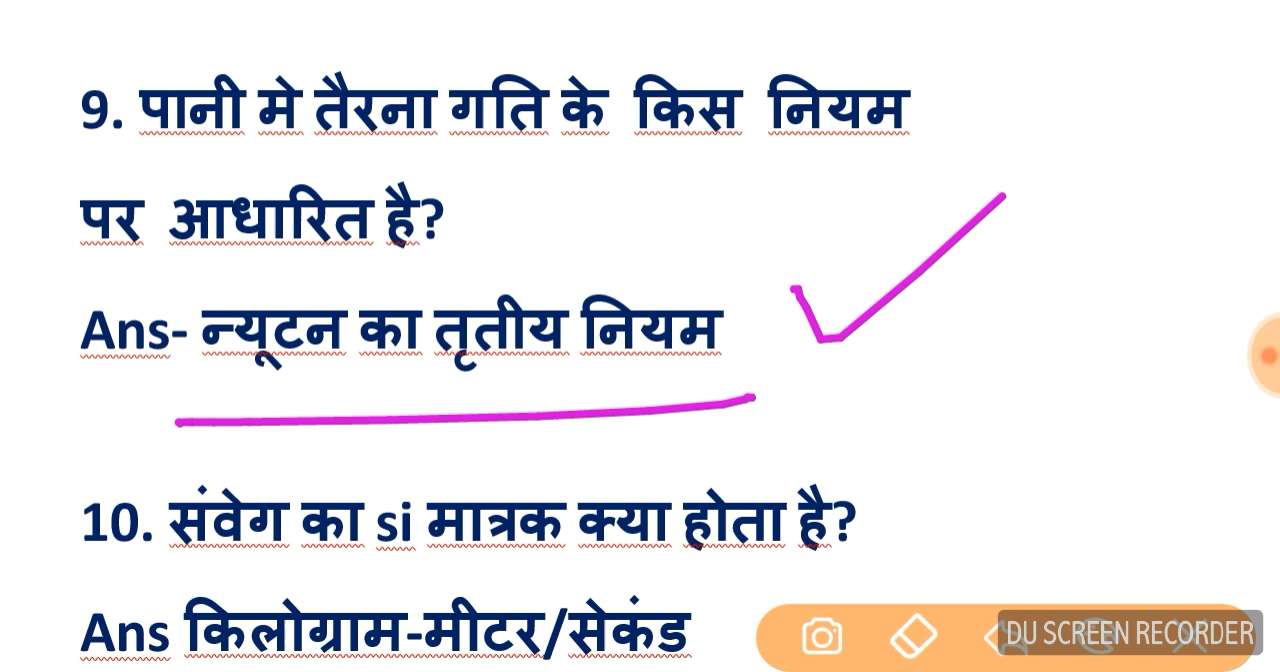 9. पानी मे तैरना गति के किस नियम
पर आधारित है?
Ans- न्यूटन का तृतीय नियम
10. संवेग का si मात्रक क्या होता है?
Ans किलोग्राम-मीटर/सेकंड
DU SCREEN RECORDER